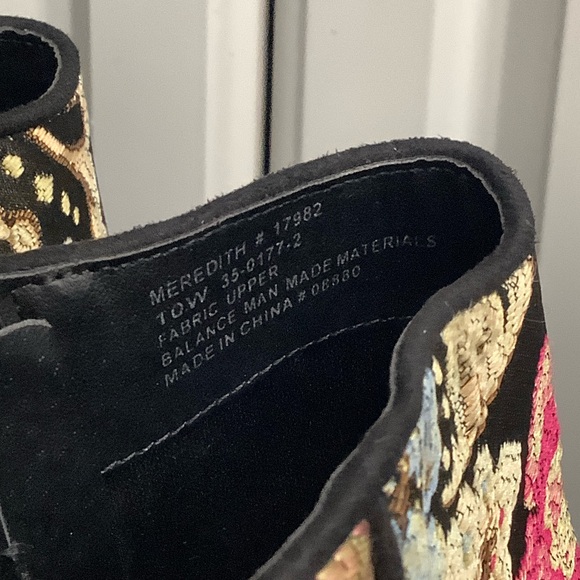 MEREDITH # 17982
TOW 35-0177-2
FABRIC UPPER
BALANCE MAN MADE MATERIALS
MADE IN CHINA # 08880